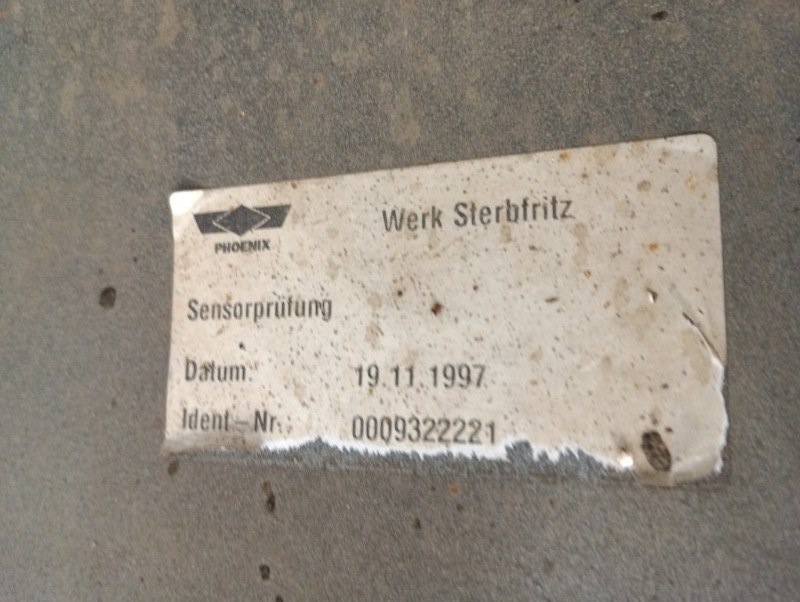 PHOENIX
Werk Sterbfritz
Sensorprüfung
Datum: 19.11.1997
Ident-Nr.: 0009322221